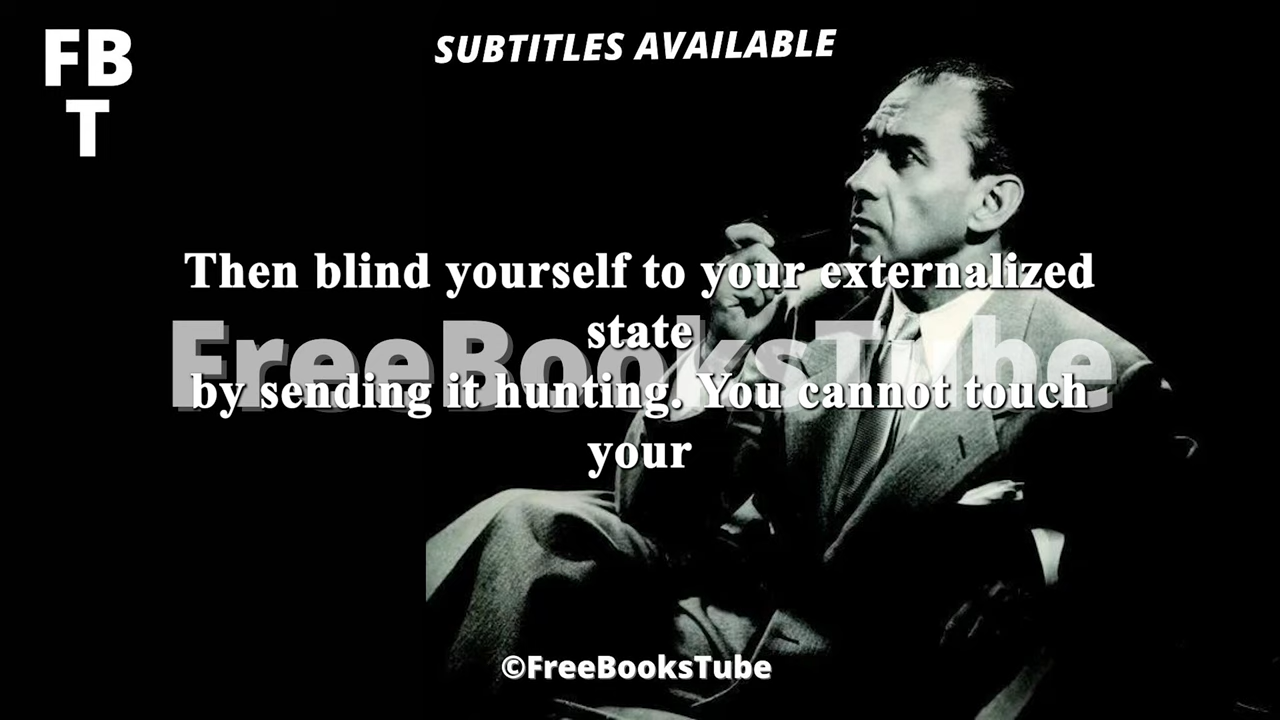 FB
T
SUBTITLES AVAILABLE
Then blind yourself to your externalized
state
FreeBooksTube
by sending it hunting. You cannot touch
your
©FreeBooksTube